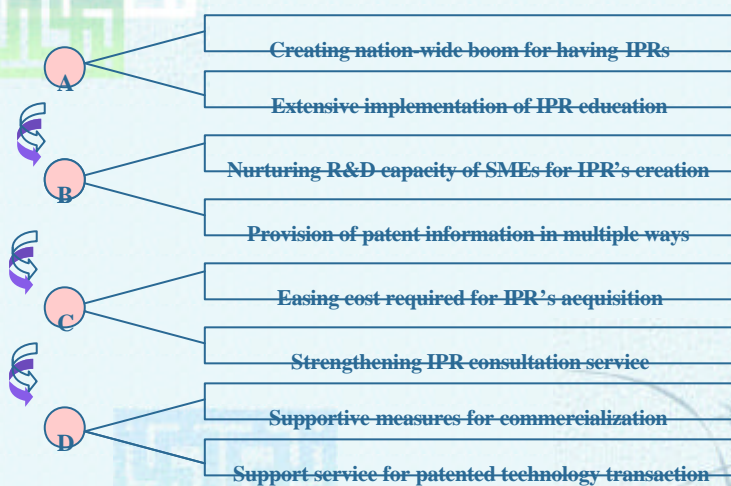 A
Creating nation-wide boom for having IPRs
Extensive implementation of IPR education
B
Nurturing R&D capacity of SMEs for IPR's creation
Provision of patent information in multiple ways
C
Easing cost required for IPR's acquisition
Strengthening IPR consultation service
D
Supportive measures for commercialization
Support service for patented technology transaction